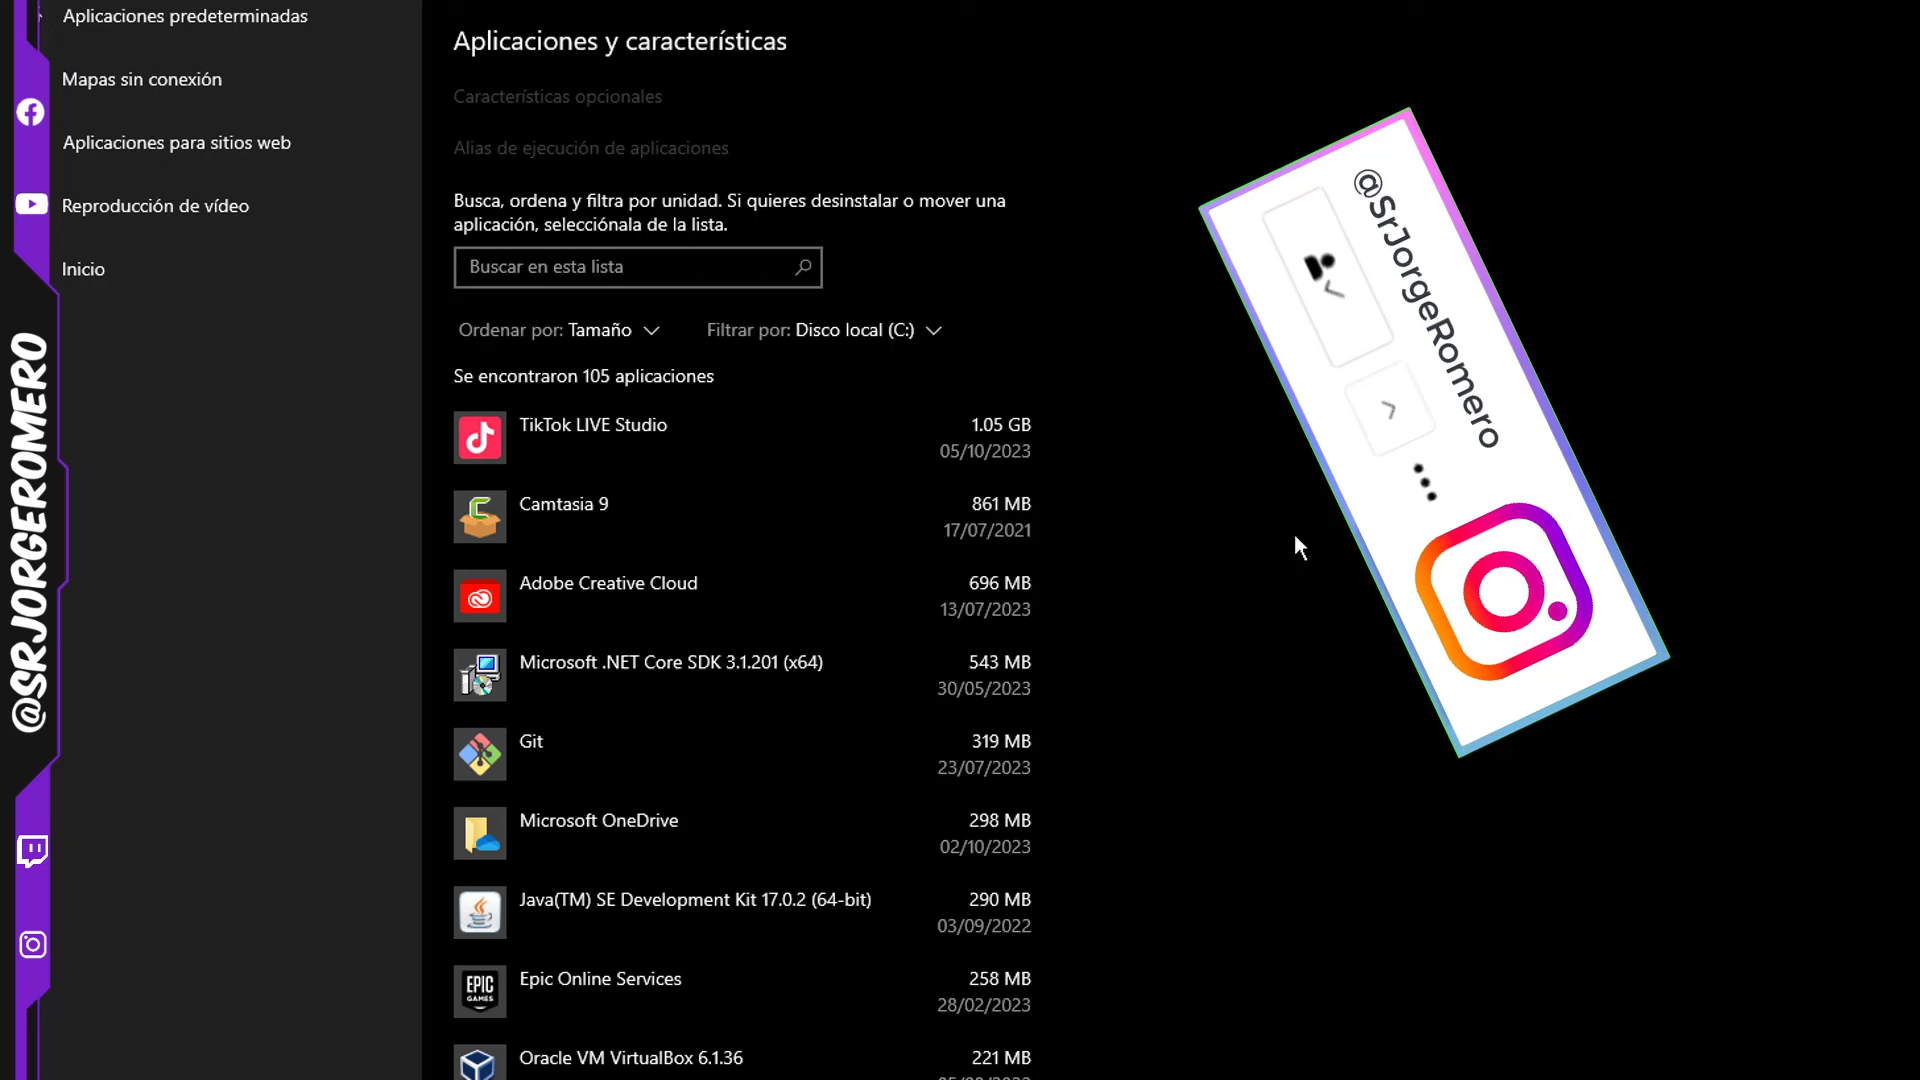 Aplicaciones predeterminadas
Mapas sin conexión
Aplicaciones para sitios web
Reproducción de vídeo
Inicio
@SRJORGEROMERO
Aplicaciones y características
Características opcionales
Alias de ejecución de aplicaciones
Busca, ordena y filtra por unidad. Si quieres desinstalar o mover una
aplicación, selecciónala de la lista.
Buscar en esta lista
Ordenar por: Tamaño Filtrar por: Disco local (C:)
Se encontraron 105 aplicaciones
TikTok LIVE Studio 1.05 GB
05/10/2023
Camtasia 9 861 MB
17/07/2021
Adobe Creative Cloud 696 MB
13/07/2023
Microsoft .NET Core SDK 3.1.201 (x64) 543 MB
30/05/2023
Git 319 MB
23/07/2023
Microsoft OneDrive 298 MB
02/10/2023
Java(TM) SE Development Kit 17.0.2 (64-bit) 290 MB
03/09/2022
EPIC GAMES
Epic Online Services 258 MB
28/02/2023
Oracle VM VirtualBox 6.1.36 221 MB
@SrJorgeRomero